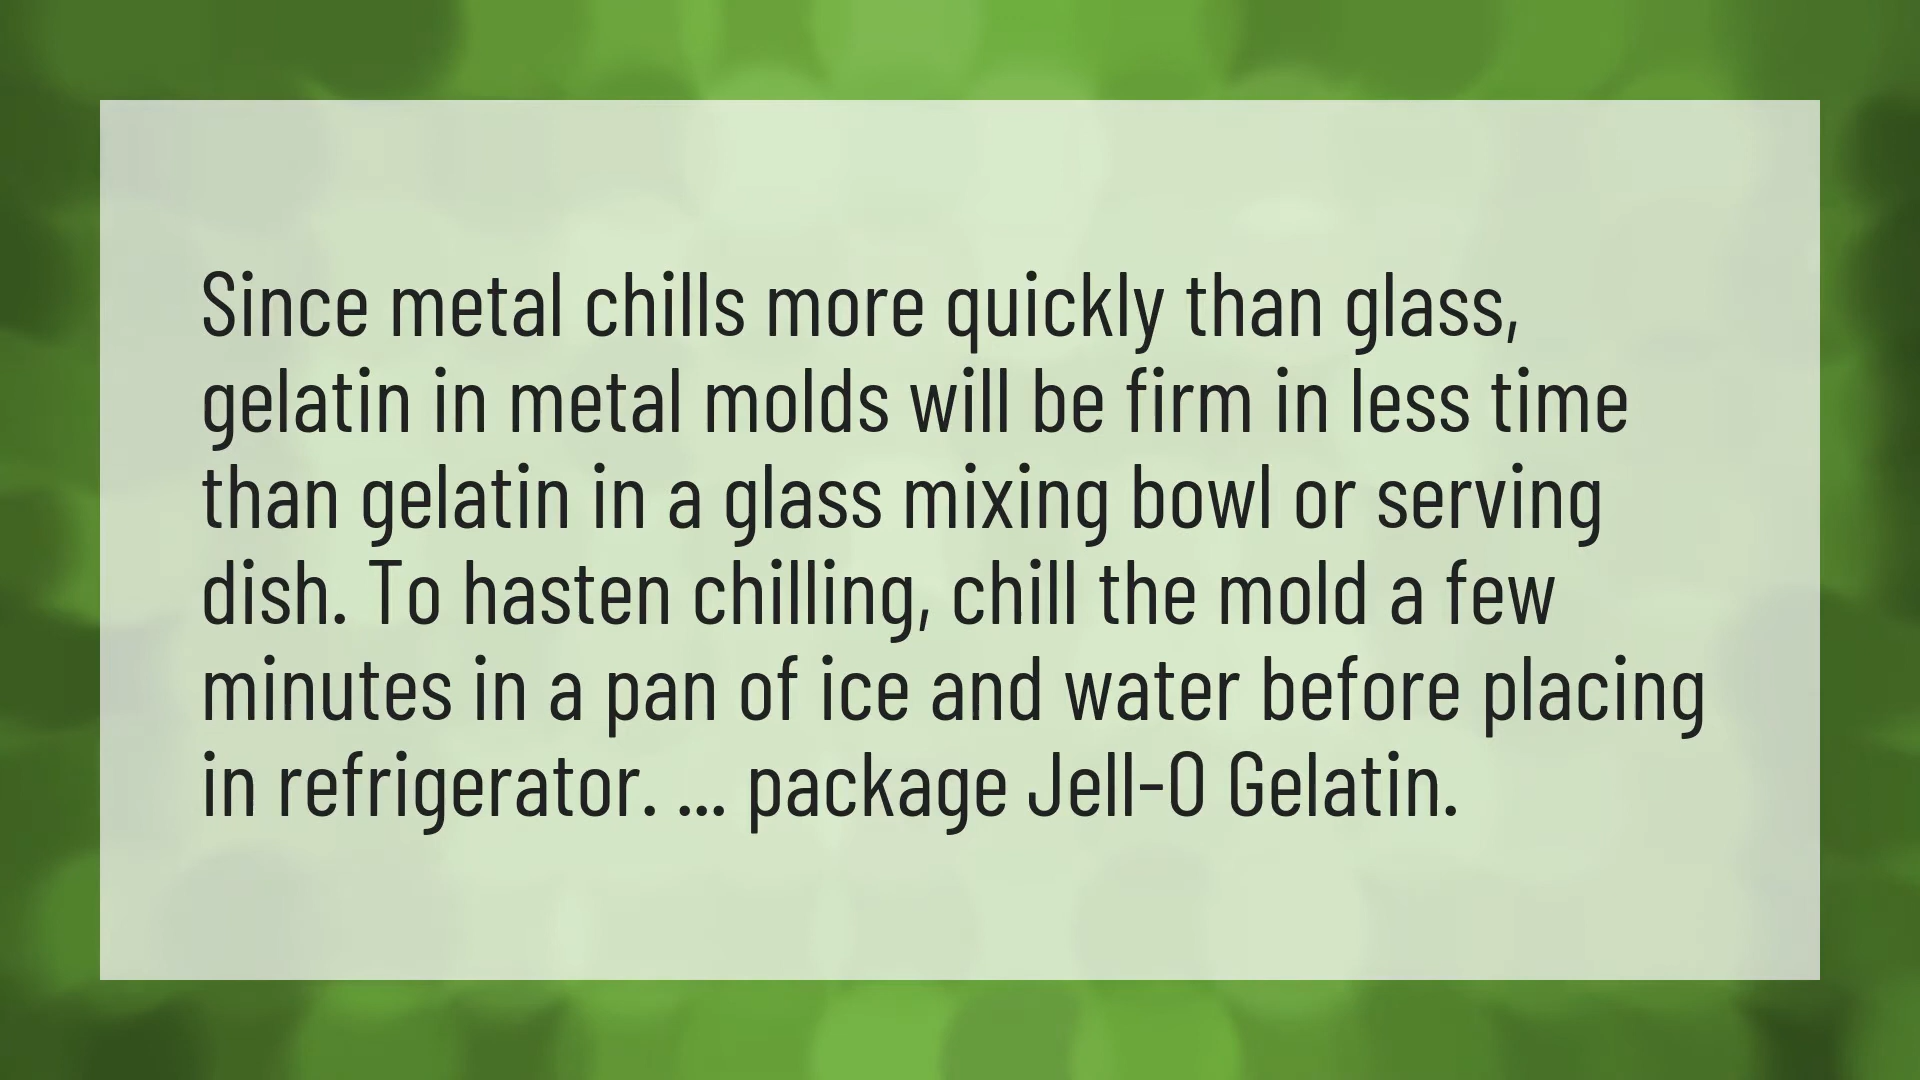 Since metal chills more quickly than glass,
gelatin in metal molds will be firm in less time
than gelatin in a glass mixing bowl or serving
dish. To hasten chilling, chill the mold a few
minutes in a pan of ice and water before placing
in refrigerator. ... package Jell-O Gelatin.